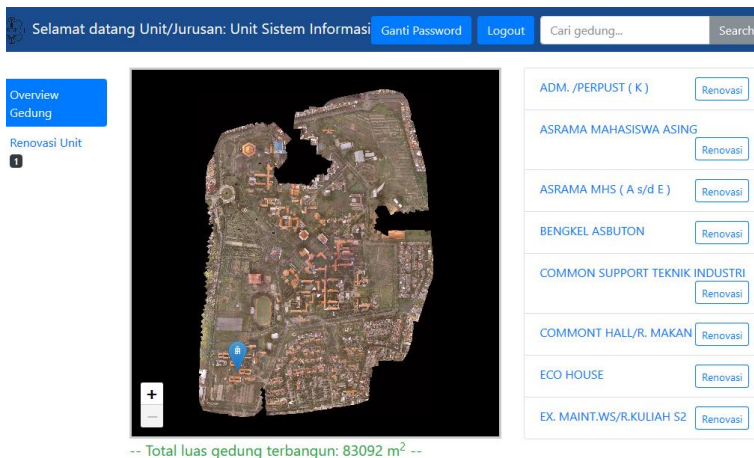 Selamat datang Unit/Jurusan: Unit Sistem Informasi Ganti Password Logout Cari gedung... Search
Overview
Gedung
Renovasi Unit
1
+
−
-- Total luas gedung terbangun: 83092 m² --
ADM. /PERPUST ( K ) Renovasi
ASRAMA MAHASISWA ASING
Renovasi
ASRAMA MHS ( A s/d E ) Renovasi
BENGKEL ASBUTON Renovasi
COMMON SUPPORT TEKNIK INDUSTRI
Renovasi
COMMONT HALL/R. MAKAN Renovasi
ECO HOUSE Renovasi
EX. MAINT.WS/R.KULIAH S2 Renovasi